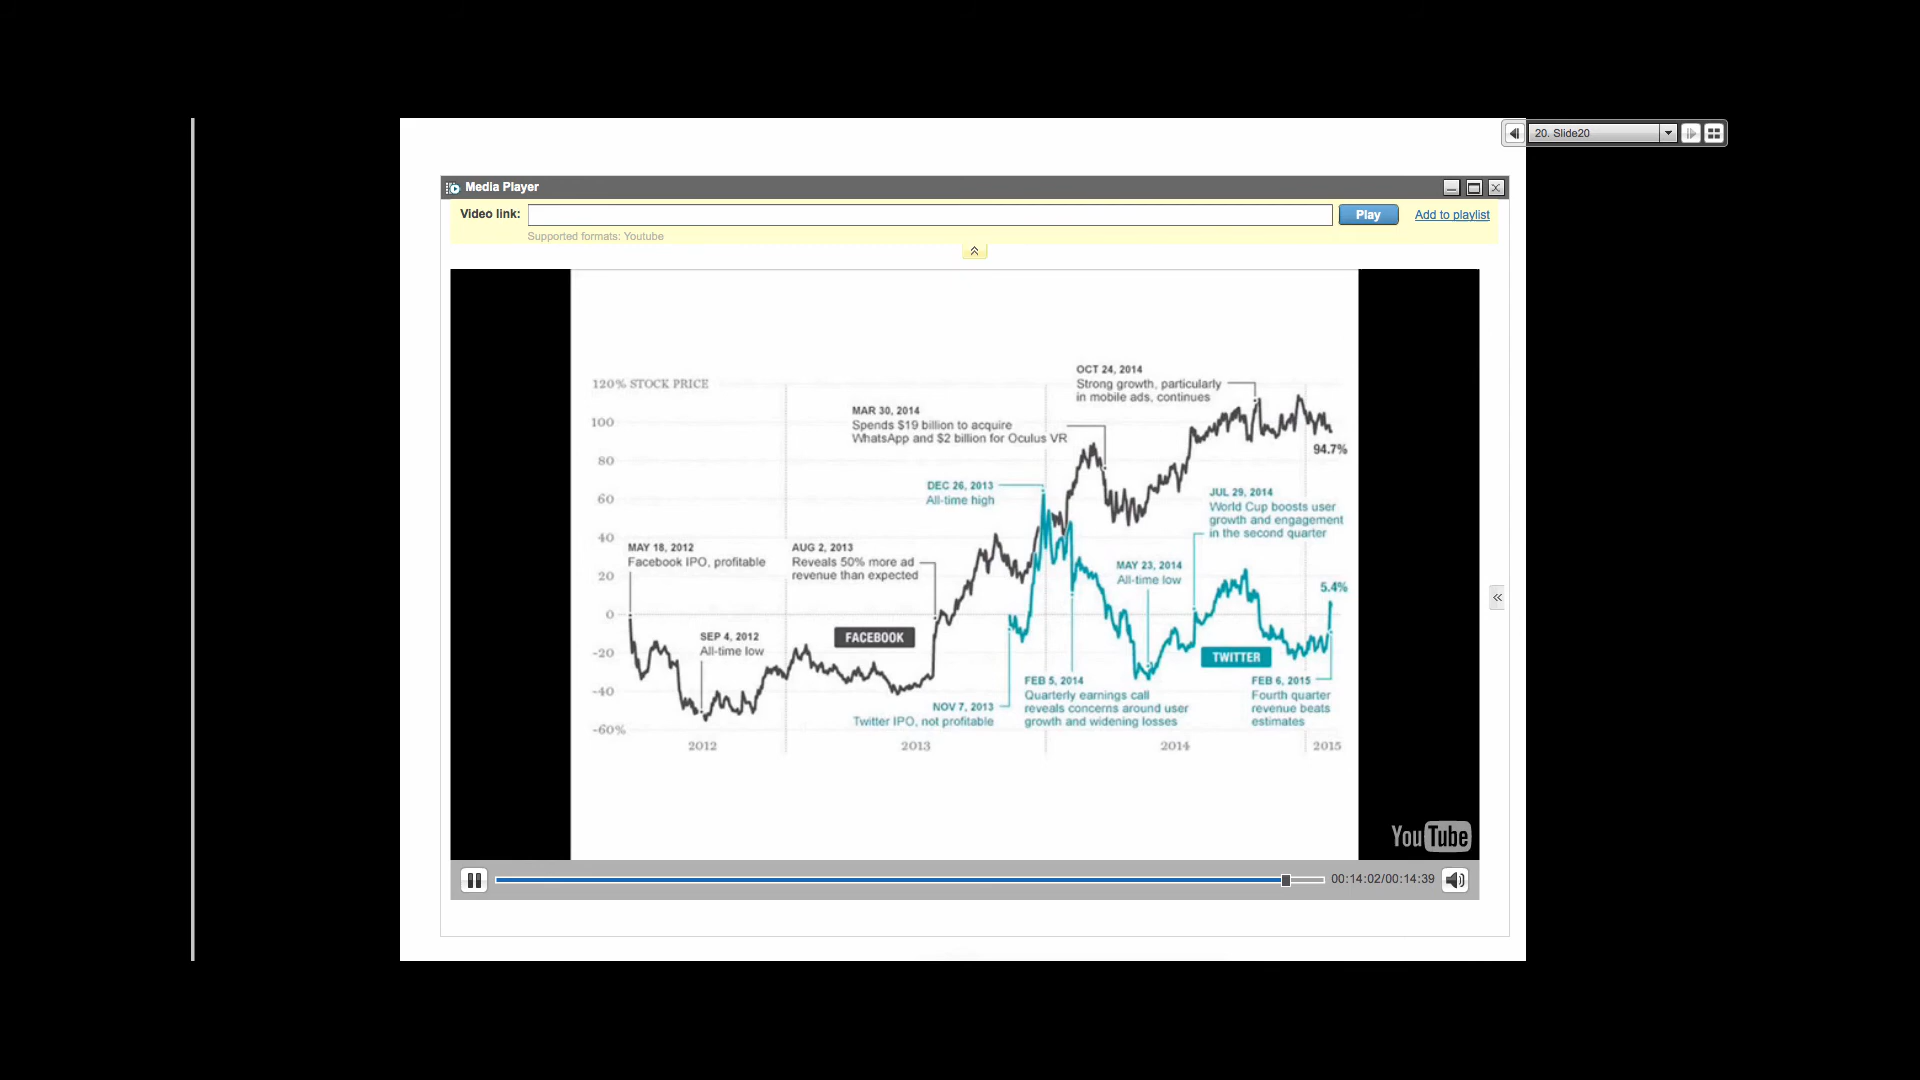 20. Slide20
Media Player
Video link:
Play
Add to playlist
Supported formats: Youtube
OCT 24, 2014
Strong growth, particularly
in mobile ads, continues
120% STOCK PRICE
MAR 30, 2014
Spends $19 billion to acquire
WhatsApp and $2 billion for Oculus VR
100
94.7%
80
DEC 26, 2013
All-time high
60
JUL 29, 2014
World Cup boosts user
growth and engagement
in the second quarter
40
MAY 18, 2012
Facebook IPO, profitable
AUG 2, 2013
Reveals 50% more ad
revenue than expected
MAY 23, 2014
All-time low
20
5.4%
0
SEP 4, 2012
All-time low
FACEBOOK
-20
TWITTER
FEB 5, 2014
Quarterly earnings call
reveals concerns around user
growth and widening losses
FEB 6, 2015
Fourth quarter
revenue beats
estimates
-40
NOV 7, 2013
Twitter IPO, not profitable
-60%
2012
2013
2014
2015
YouTube
00:14:02/00:14:39